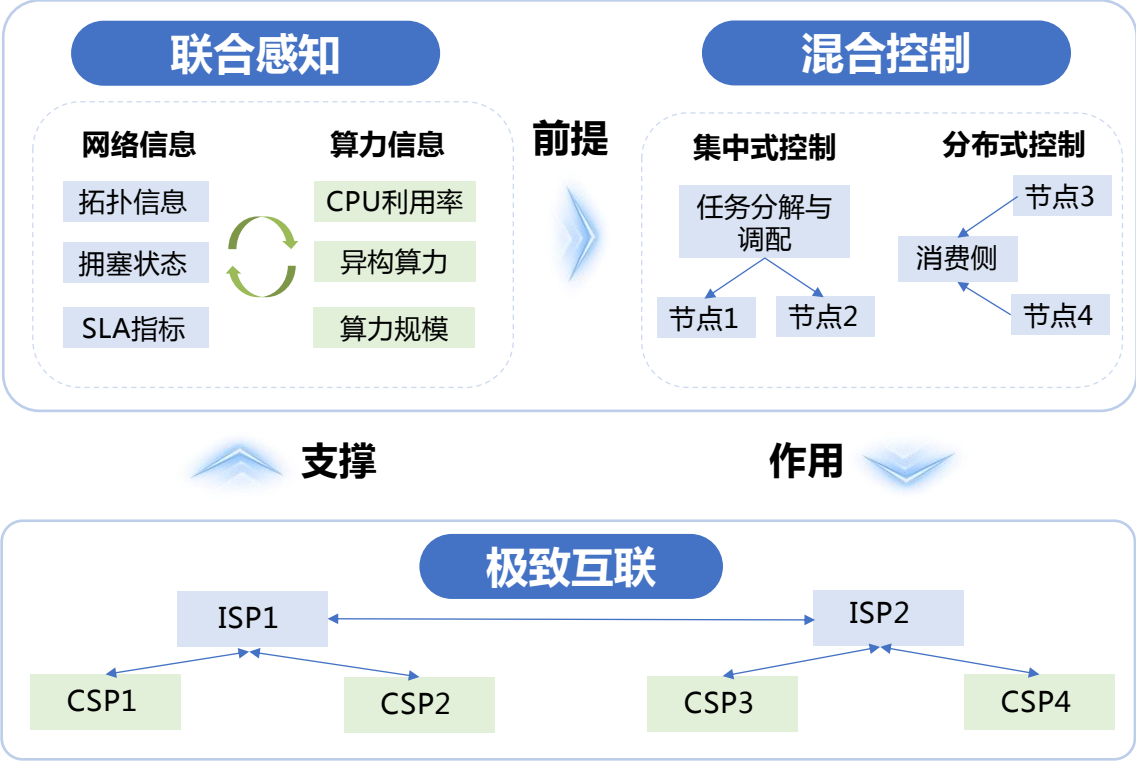 联合感知
混合控制
网络信息
算力信息
拓扑信息
CPU利用率
拥塞状态
异构算力
SLA指标
算力规模
前提
集中式控制
分布式控制
任务分解与
调配
节点1
节点2
节点3
消费侧
节点4
支撑
作用
极致互联
ISP1
ISP2
CSP1
CSP2
CSP3
CSP4